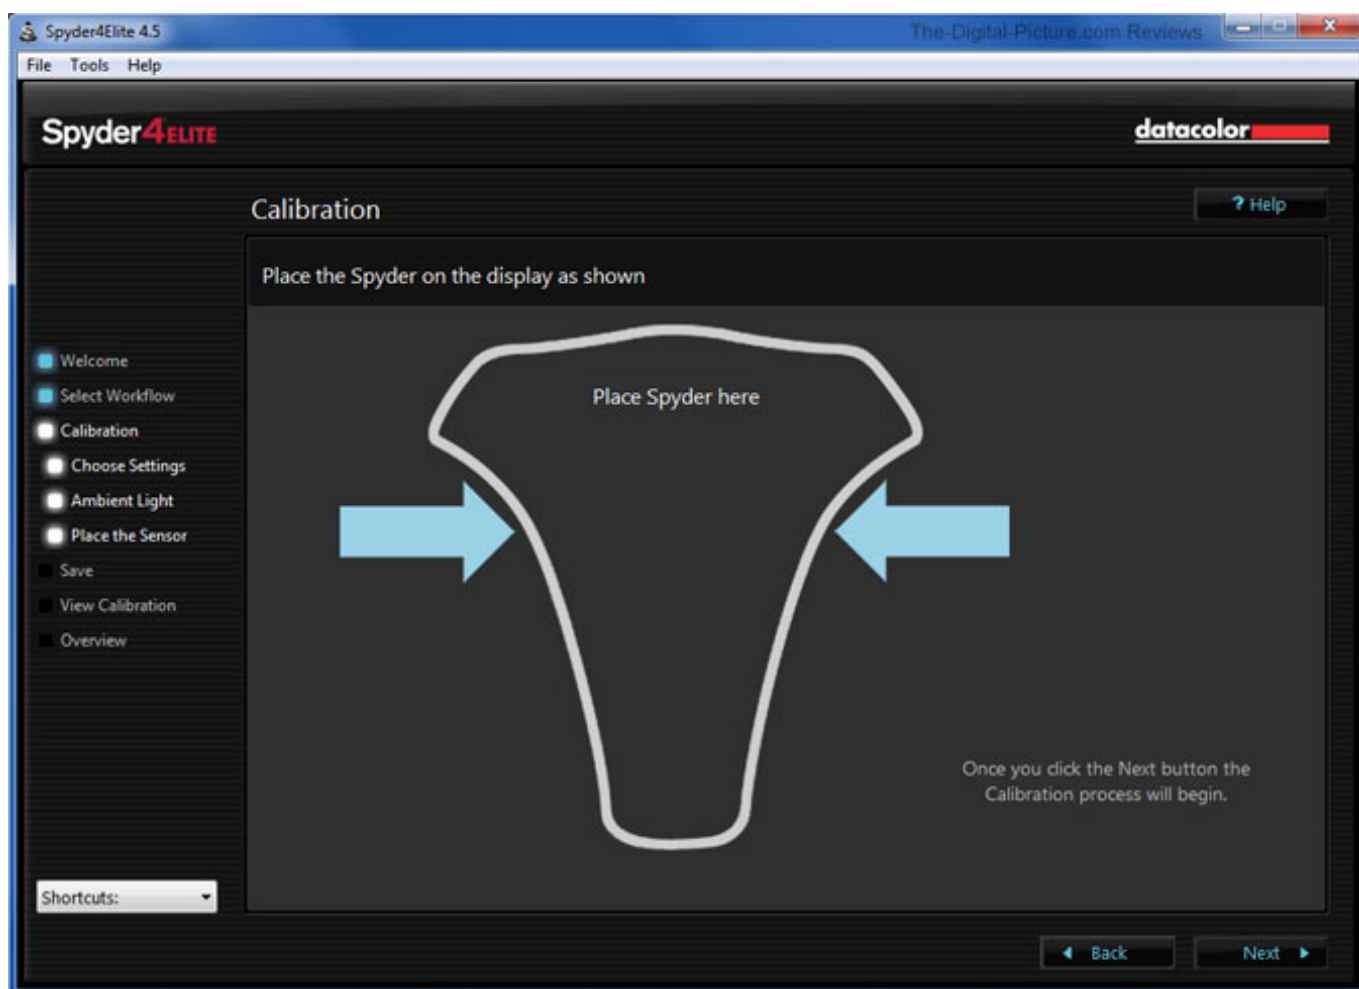 Spyder4Elite 4.5
The-Digital-Picture.com Reviews
File Tools Help
Spyder4ELITE
datacolor
Calibration
? Help
Place the Spyder on the display as shown
Welcome
Select Workflow
Calibration
Choose Settings
Ambient Light
Place the Sensor
Save
View Calibration
Overview
Place Spyder here
Once you click the Next button the
Calibration process will begin.
Shortcuts:
Back
Next